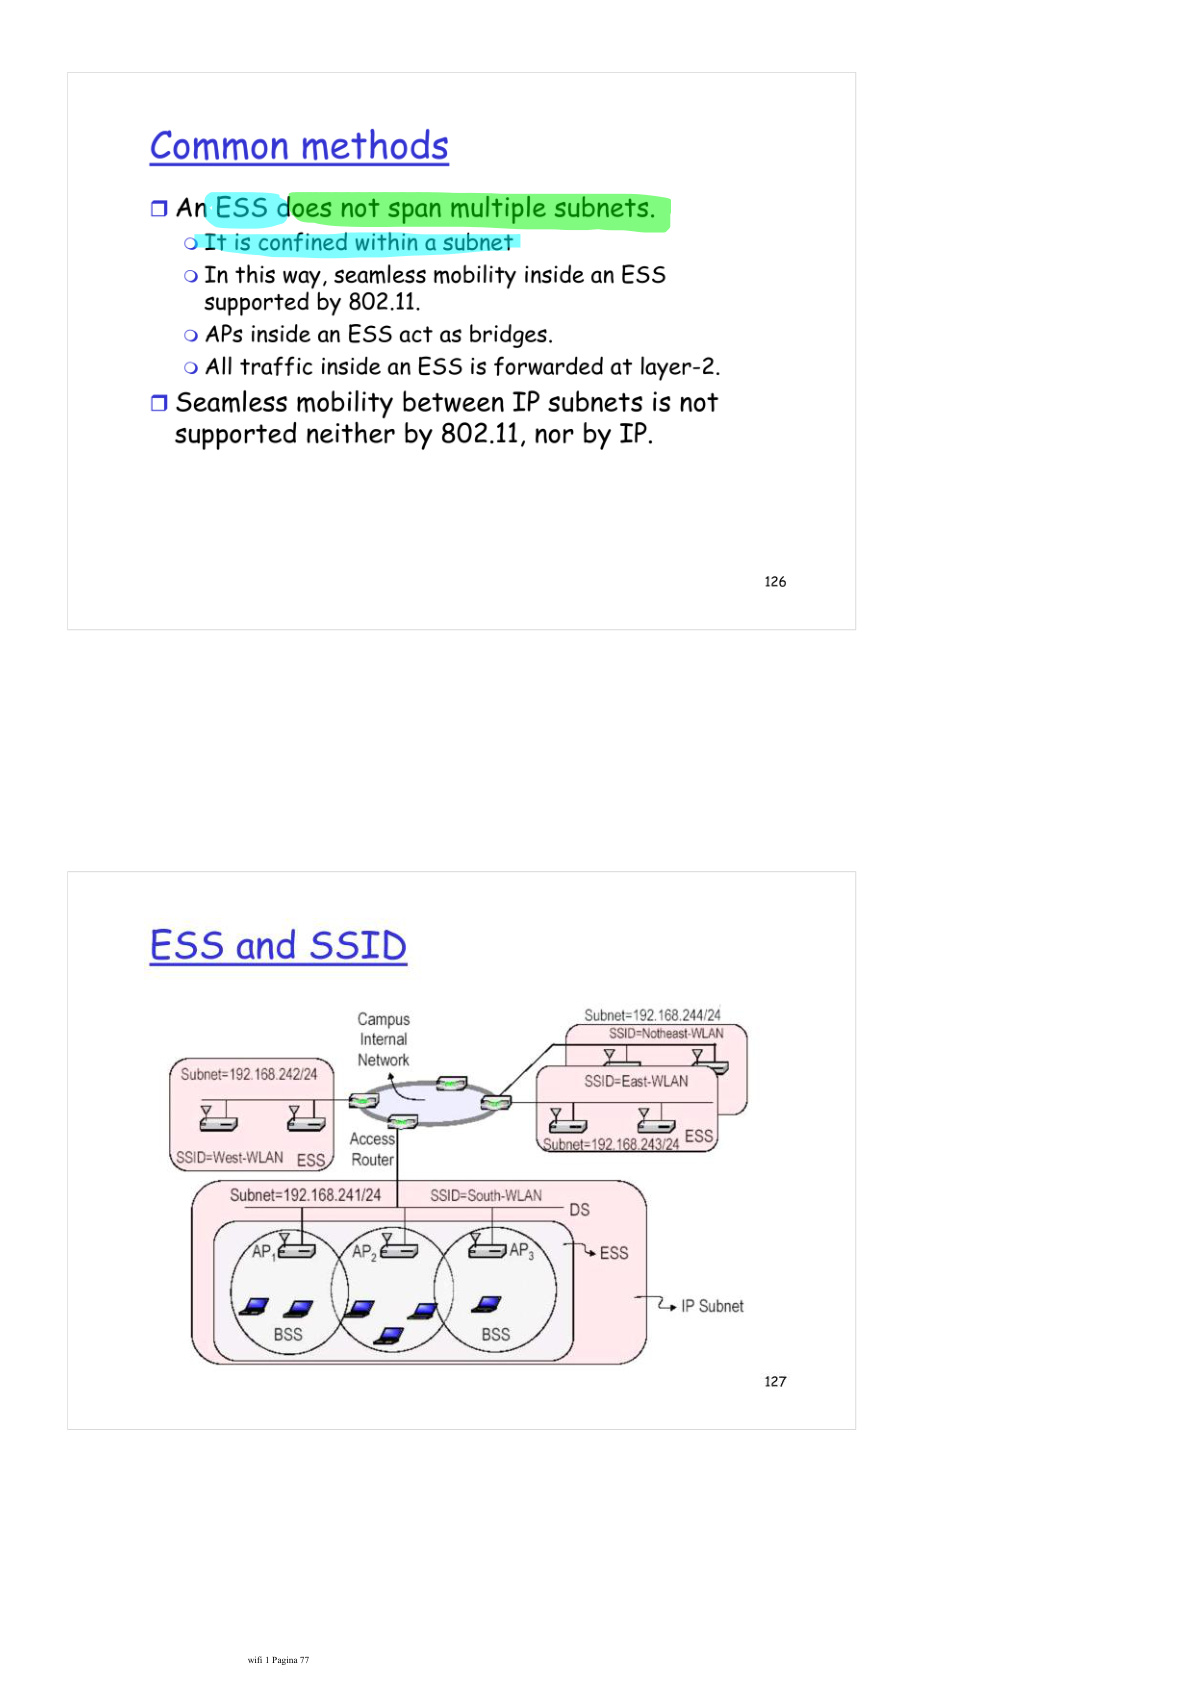 Common methods
❒ An ESS does not span multiple subnets.
❍ It is confined within a subnet
❍ In this way, seamless mobility inside an ESS
supported by 802.11.
❍ APs inside an ESS act as bridges.
❍ All traffic inside an ESS is forwarded at layer-2.
❒ Seamless mobility between IP subnets is not
supported neither by 802.11, nor by IP.
126
ESS and SSID
Campus
Internal
Network
Subnet=192.168.244/24
SSID=Notheast-WLAN
Subnet=192.168.242/24
SSID=East-WLAN
SSID=West-WLAN ESS
Access
Router
Subnet=192.168.243/24 ESS
Subnet=192.168.241/24 SSID=South-WLAN
DS
AP1 AP2 AP3
ESS
IP Subnet
BSS BSS
127
wifi 1 Pagina 77